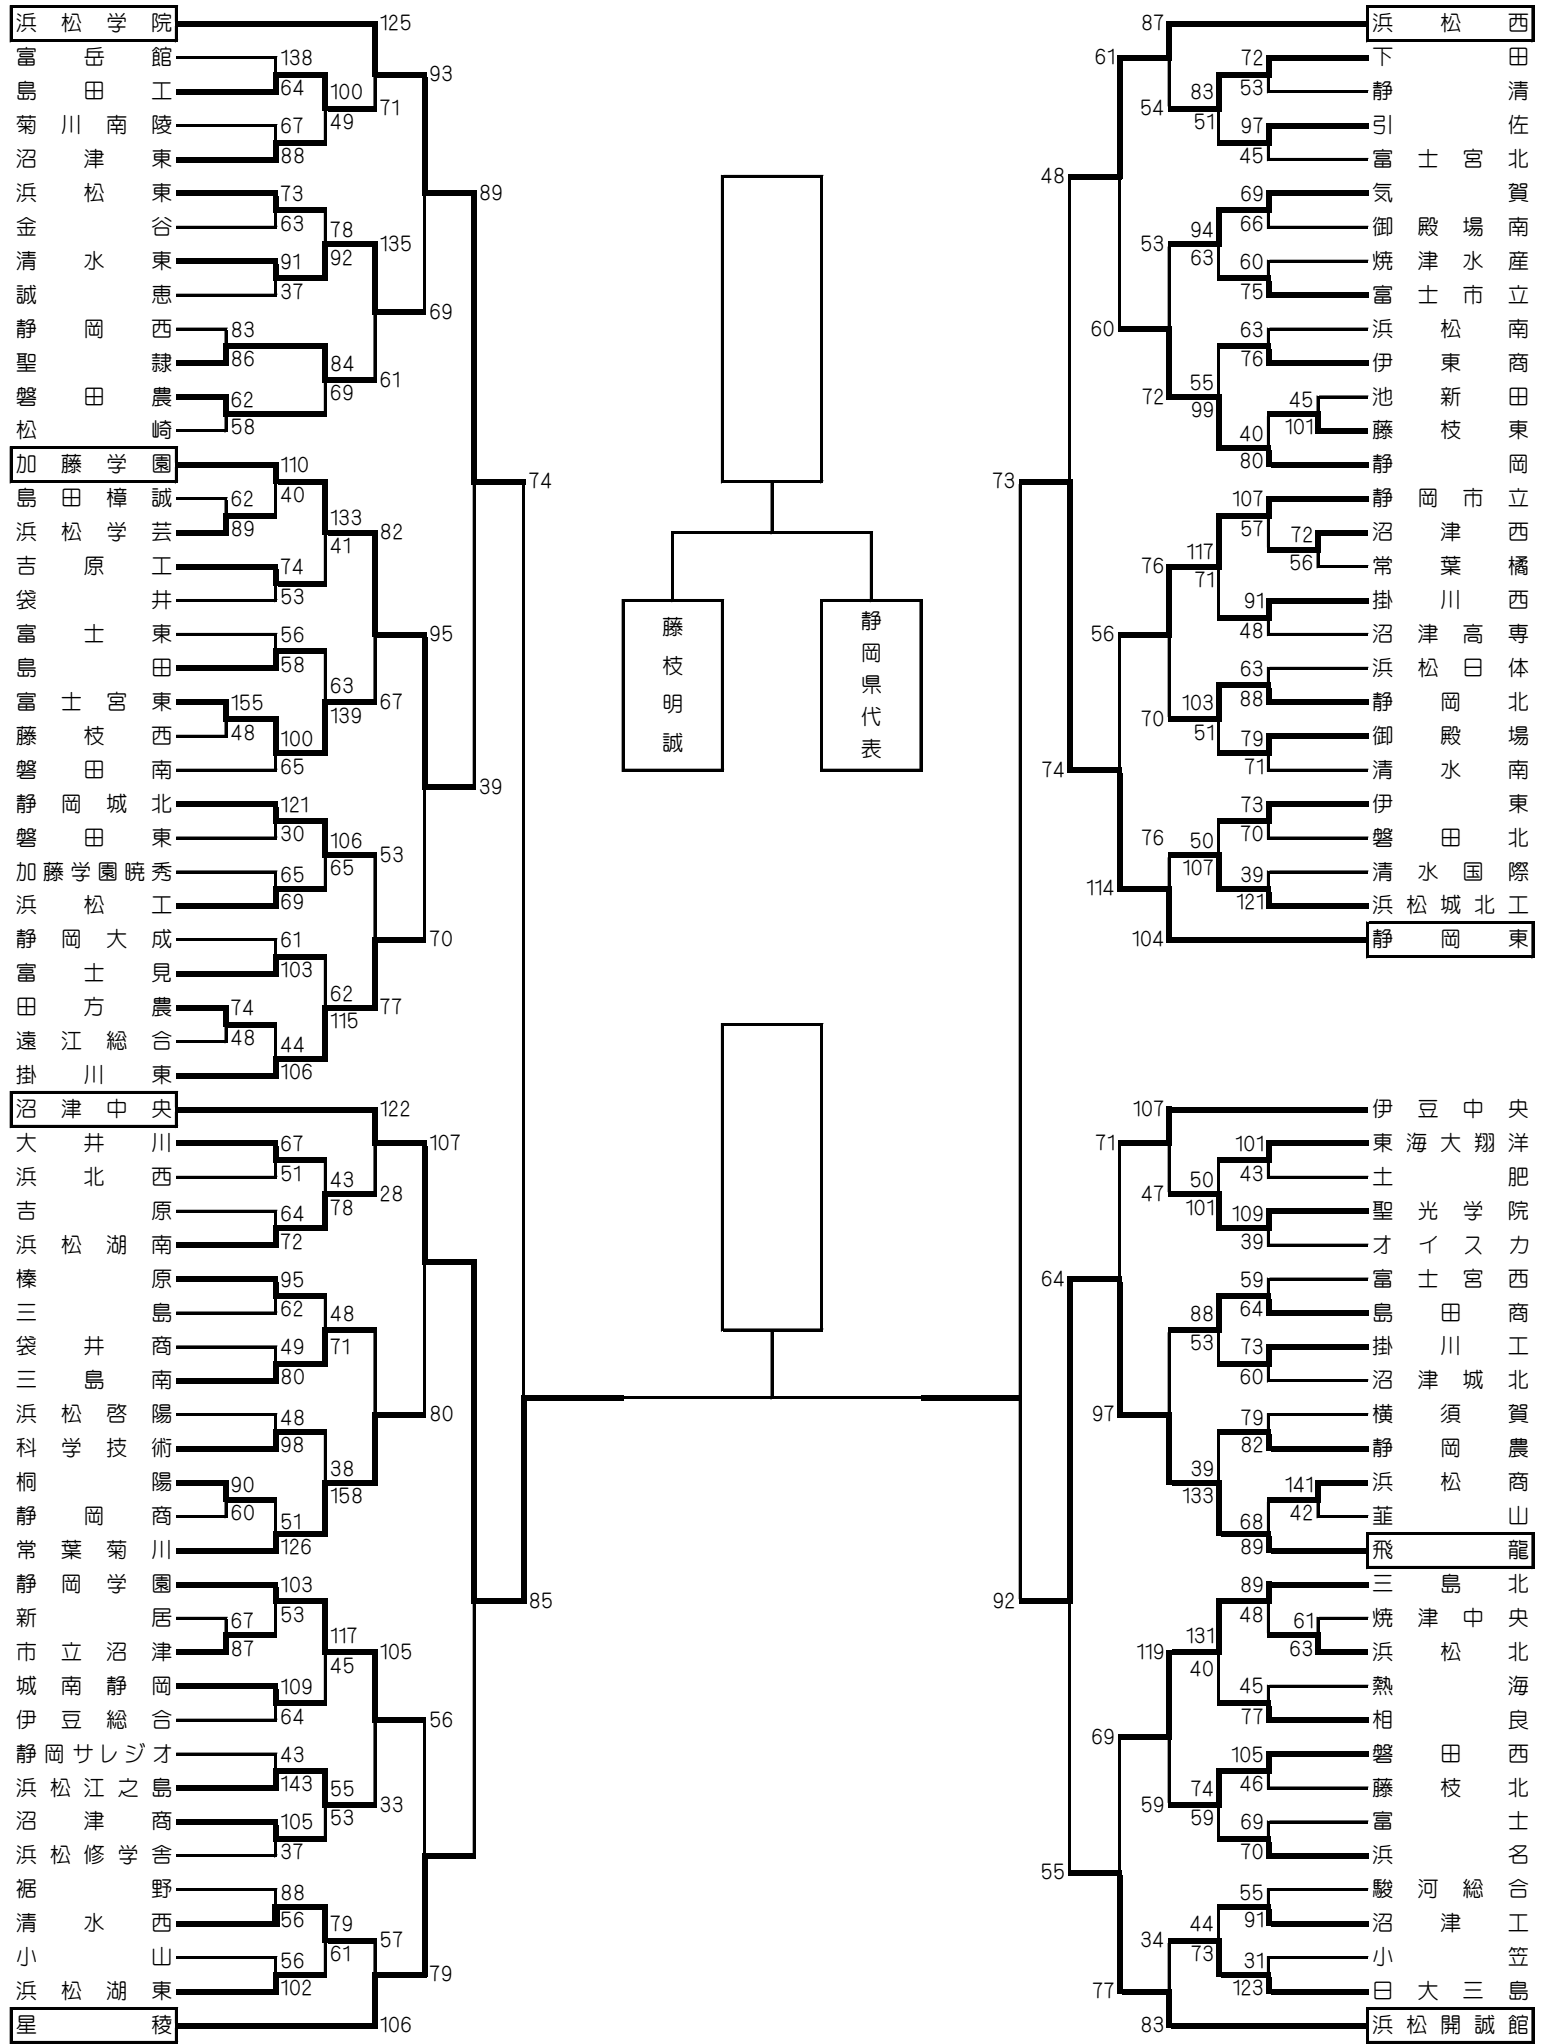 浜松学院 125
富岳館 138
島田工 64
100
49
71
93
菊川南陵 67
沼津東 88
浜松東 73
金谷 63
清水東 91
誠恵 37
78
92
135
静岡西 83
聖隷 86
磐田農 62
松崎 58
84
69
61
69
89
加藤学園 110
40
島田樟誠 62
浜松学芸 89
133
41
82
吉原工 74
袋井 53
富士東 56
島田 58
富士宮東 155
藤枝西 48
100
磐田南 65
63
139
67
95
39
74
静岡城北 121
磐田東 30
106
65
53
加藤学園暁秀 65
浜松工 69
静岡大成 61
富士見 103
田方農 74
遠江総合 48
44
掛川東 106
62
115
77
70
沼津中央 122
107
大井川 67
浜北西 51
43
78
28
吉原 64
浜松湖南 72
榛原 95
三島 62
48
71
袋井商 49
三島南 80
浜松啓陽 48
科学技術 98
桐陽 90
静岡商 60
51
常葉菊川 126
38
158
80
静岡学園 103
53
新居 67
市立沼津 87
117
45
105
城南静岡 109
伊豆総合 64
静岡サレジオ 43
浜松江之島 143
55
53
33
56
沼津商 105
浜松修学舎 37
裾野 88
清水西 56
79
61
57
小山 56
浜松湖東 102
星稜 106
79
85
藤枝明誠
静岡県代表
87 浜松西
61
72 下田
53 静清
83
51
54
97 引佐
45 富士宮北
48
69 気賀
66 御殿場南
94
63
53
60 焼津水産
75 富士市立
60
63 浜松南
76 伊東商
55
99
72
45 池新田
101 藤枝東
40
80 静岡
73
107 静岡市立
57
72 沼津西
56 常葉橘
117
71
76
91 掛川西
48 沼津高専
56
63 浜松日体
88 静岡北
103
51
70
79 御殿場
71 清水南
74
73 伊東
70 磐田北
76
50
107
39 清水国際
121 浜松城北工
114
104 静岡東
107 伊豆中央
71
101 東海大翔洋
43 土肥
50
101
47
109 聖光学院
39 オイスカ
64
59 富士宮西
64 島田商
88
53
73 掛川工
60 沼津城北
97
79 横須賀
82 静岡農
39
133
141 浜松商
42 韮山
68
89 飛龍
92
89 三島北
48
61 焼津中央
63 浜松北
131
40
119
45 熱海
77 相良
69
105 磐田西
46 藤枝北
74
59
59
69 富士
70 浜名
55
55 駿河総合
91 沼津工
44
73
34
31 小笠
123 日大三島
77
83 浜松開誠館